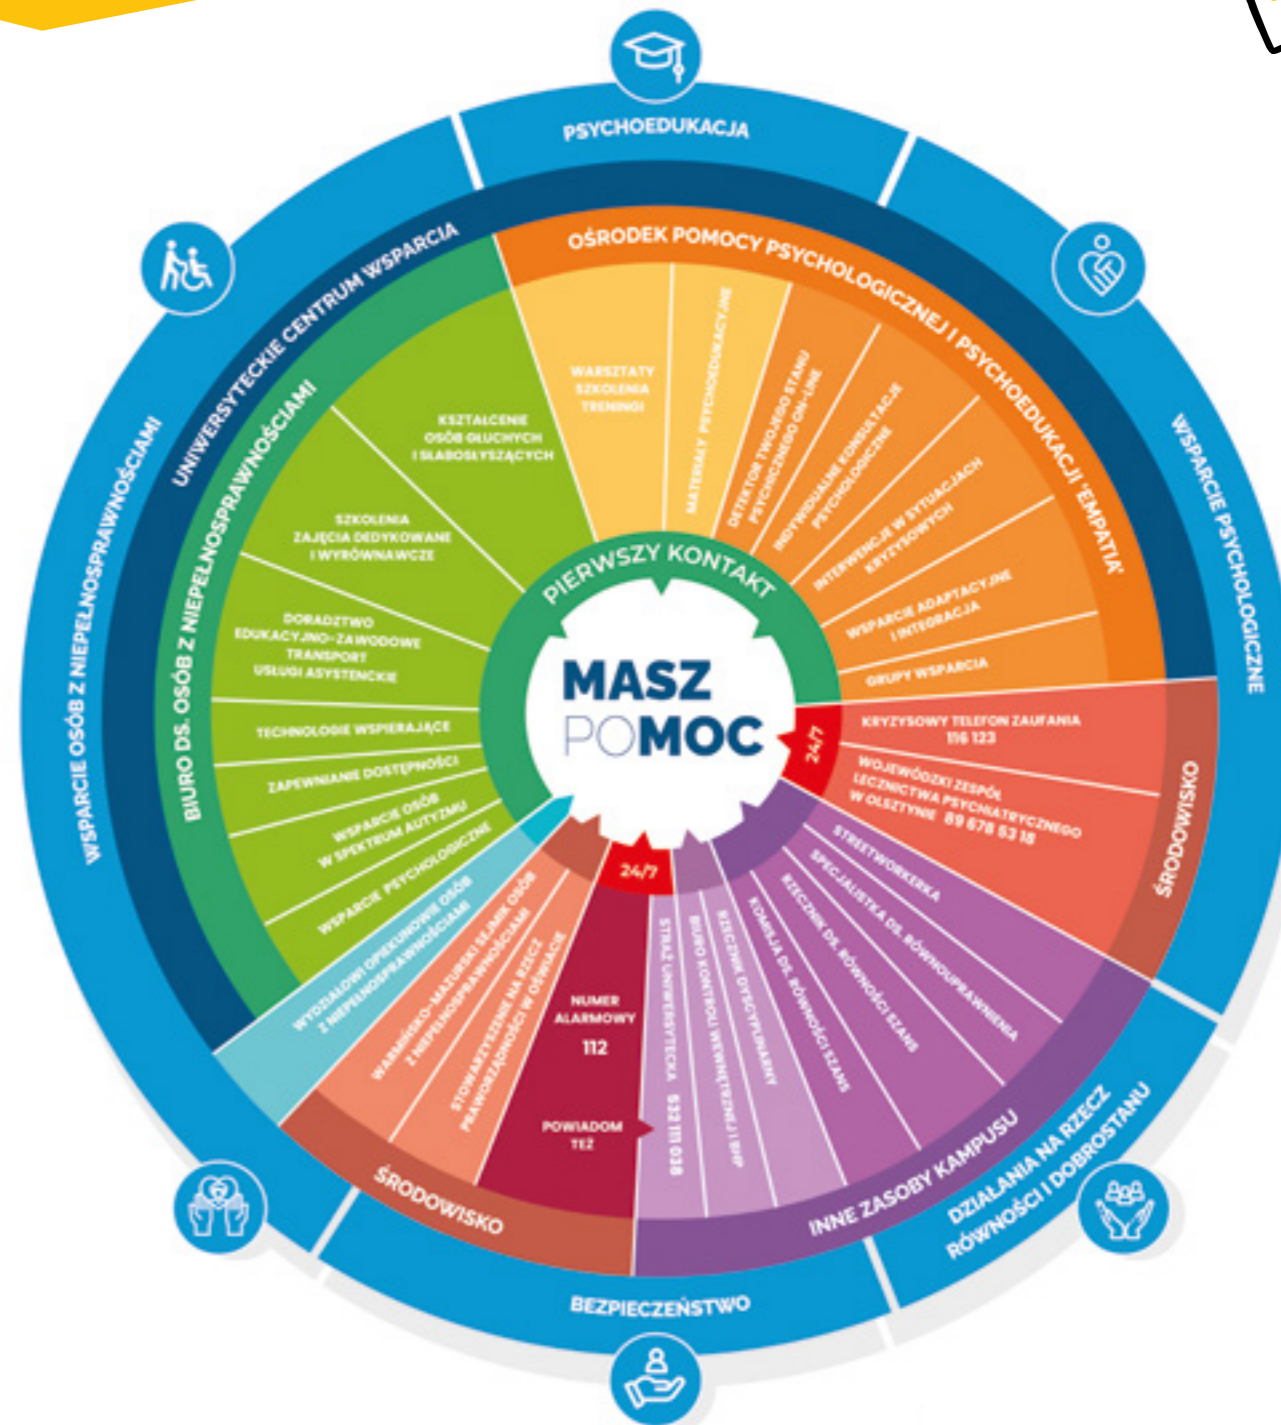 PSYCHOEDUKACJA
WSPARCIE PSYCHOLOGICZNE
DZIAŁANIA NA RZECZ
RÓWNOŚCI I DOBROSTANU
BEZPIECZEŃSTWO
WSPARCIE OSÓB Z NIEPEŁNOSPRAWNOŚCIAMI
UNIWERSYTECKIE CENTRUM WSPARCIA
OŚRODEK POMOCY PSYCHOLOGICZNEJ I PSYCHOEDUKACJI 'EMPATIA'
WARSZTATY
SZKOLENIA
TRENINGI
MATERIAŁY PSYCHOEDUKACYJNE
DETEKTOR TWOJEGO STANU
PSYCHICZNEGO ON-LINE
INDYWIDUALNE KONSULTACJE
PSYCHOLOGICZNE
INTERWENCJE W SYTUACJACH
KRYZYSOWYCH
WSPARCIE ADAPTACYJNE
I INTEGRACJA
GRUPY WSPARCIA
ŚRODOWISKO
KRYZYSOWY TELEFON ZAUFANIA
116 123
WOJEWÓDZKI ZESPÓŁ
LECZNICTWA PSYCHIATRYCZNEGO
W OLSZTYNIE 89 678 53 18
24/7
INNE ZASOBY KAMPUSU
STREETWORKERKA
SPECJALISTKA DS. RÓWNOUPRAWNIENIA
RZECZNIK DS. RÓWNOŚCI SZANS
KOMISJA DS. RÓWNOŚCI SZANS
RZECZNIK DYSCYPLINARNY
BIURO KONTROLI WEWNĘTRZNEJ I BHP
STRAŻ UNIWERSYTECKA 532 111 038
24/7
NUMER
ALARMOWY
112
POWIADOM
TEŻ
ŚRODOWISKO
STOWARZYSZENIE NA RZECZ
PRAWORZĄDNOŚCI W OŚWIACIE
WARMIŃSKO-MAZURSKI SEJMIK OSÓB
Z NIEPEŁNOSPRAWNOŚCIAMI
WYDZIAŁOWI OPIEKUNOWIE OSÓB
Z NIEPEŁNOSPRAWNOŚCIAMI
BIURO DS. OSÓB Z NIEPEŁNOSPRAWNOŚCIAMI
WSPARCIE PSYCHOLOGICZNE
WSPARCIE OSÓB
W SPEKTRUM AUTYZMU
ZAPEWNIANIE DOSTĘPNOŚCI
TECHNOLOGIE WSPIERAJĄCE
DORADZTWO
EDUKACYJNO-ZAWODOWE
TRANSPORT
USŁUGI ASYSTENCKIE
SZKOLENIA
ZAJĘCIA DEDYKOWANE
I WYRÓWNAWCZE
KSZTAŁCENIE
OSÓB GŁUCHYCH
I SŁABOSŁYSZĄCYCH
PIERWSZY KONTAKT
MASZ
POMOC